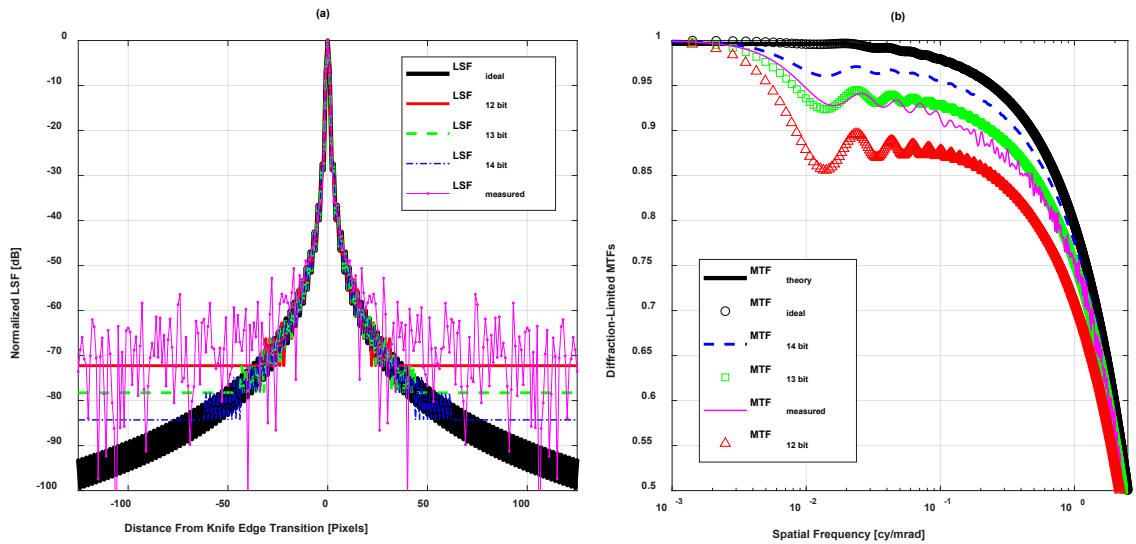 (a)
0
-10
-20
-30
-40
-50
-60
-70
-80
-90
-100
Normalized LSF [dB]
-100
-50
0
50
100
Distance From Knife Edge Transition [Pixels]
LSF ideal
LSF 12 bit
LSF 13 bit
LSF 14 bit
LSF measured
(b)
1
0.95
0.9
0.85
0.8
0.75
0.7
0.65
0.6
0.55
0.5
Diffraction-Limited MTFs
MTF theory
MTF ideal
MTF 14 bit
MTF 13 bit
MTF measured
MTF 12 bit
10 -3
10 -2
10 -1
10 0
Spatial Frequency [cy/mrad]